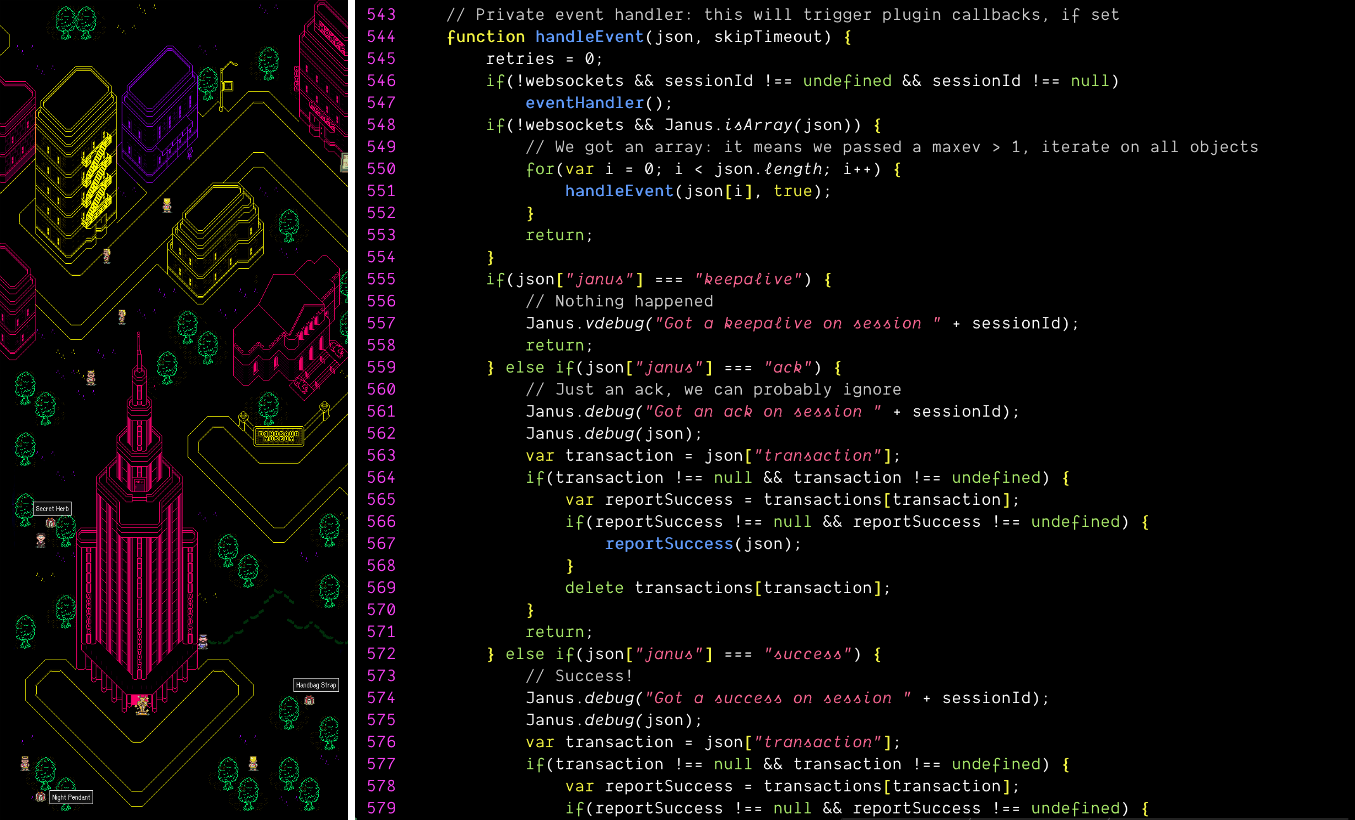 DINOSAUR
MUSEUM
Secret Herb
Handbag Strap
Night Pendant
543 // Private event handler: this will trigger plugin callbacks, if set
544 function handleEvent(json, skipTimeout) {
545 retries = 0;
546 if(!websockets && sessionId !== undefined && sessionId !== null)
547 eventHandler();
548 if(!websockets && Janus.isArray(json)) {
549 // We got an array: it means we passed a maxev > 1, iterate on all objects
550 for(var i = 0; i < json.length; i++) {
551 handleEvent(json[i], true);
552 }
553 return;
554 }
555 if(json["janus"] === "keepalive") {
556 // Nothing happened
557 Janus.vdebug("Got a keepalive on session " + sessionId);
558 return;
559 } else if(json["janus"] === "ack") {
560 // Just an ack, we can probably ignore
561 Janus.debug("Got an ack on session " + sessionId);
562 Janus.debug(json);
563 var transaction = json["transaction"];
564 if(transaction !== null && transaction !== undefined) {
565 var reportSuccess = transactions[transaction];
566 if(reportSuccess !== null && reportSuccess !== undefined) {
567 reportSuccess(json);
568 }
569 delete transactions[transaction];
570 }
571 return;
572 } else if(json["janus"] === "success") {
573 // Success!
574 Janus.debug("Got a success on session " + sessionId);
575 Janus.debug(json);
576 var transaction = json["transaction"];
577 if(transaction !== null && transaction !== undefined) {
578 var reportSuccess = transactions[transaction];
579 if(reportSuccess !== null && reportSuccess !== undefined) {